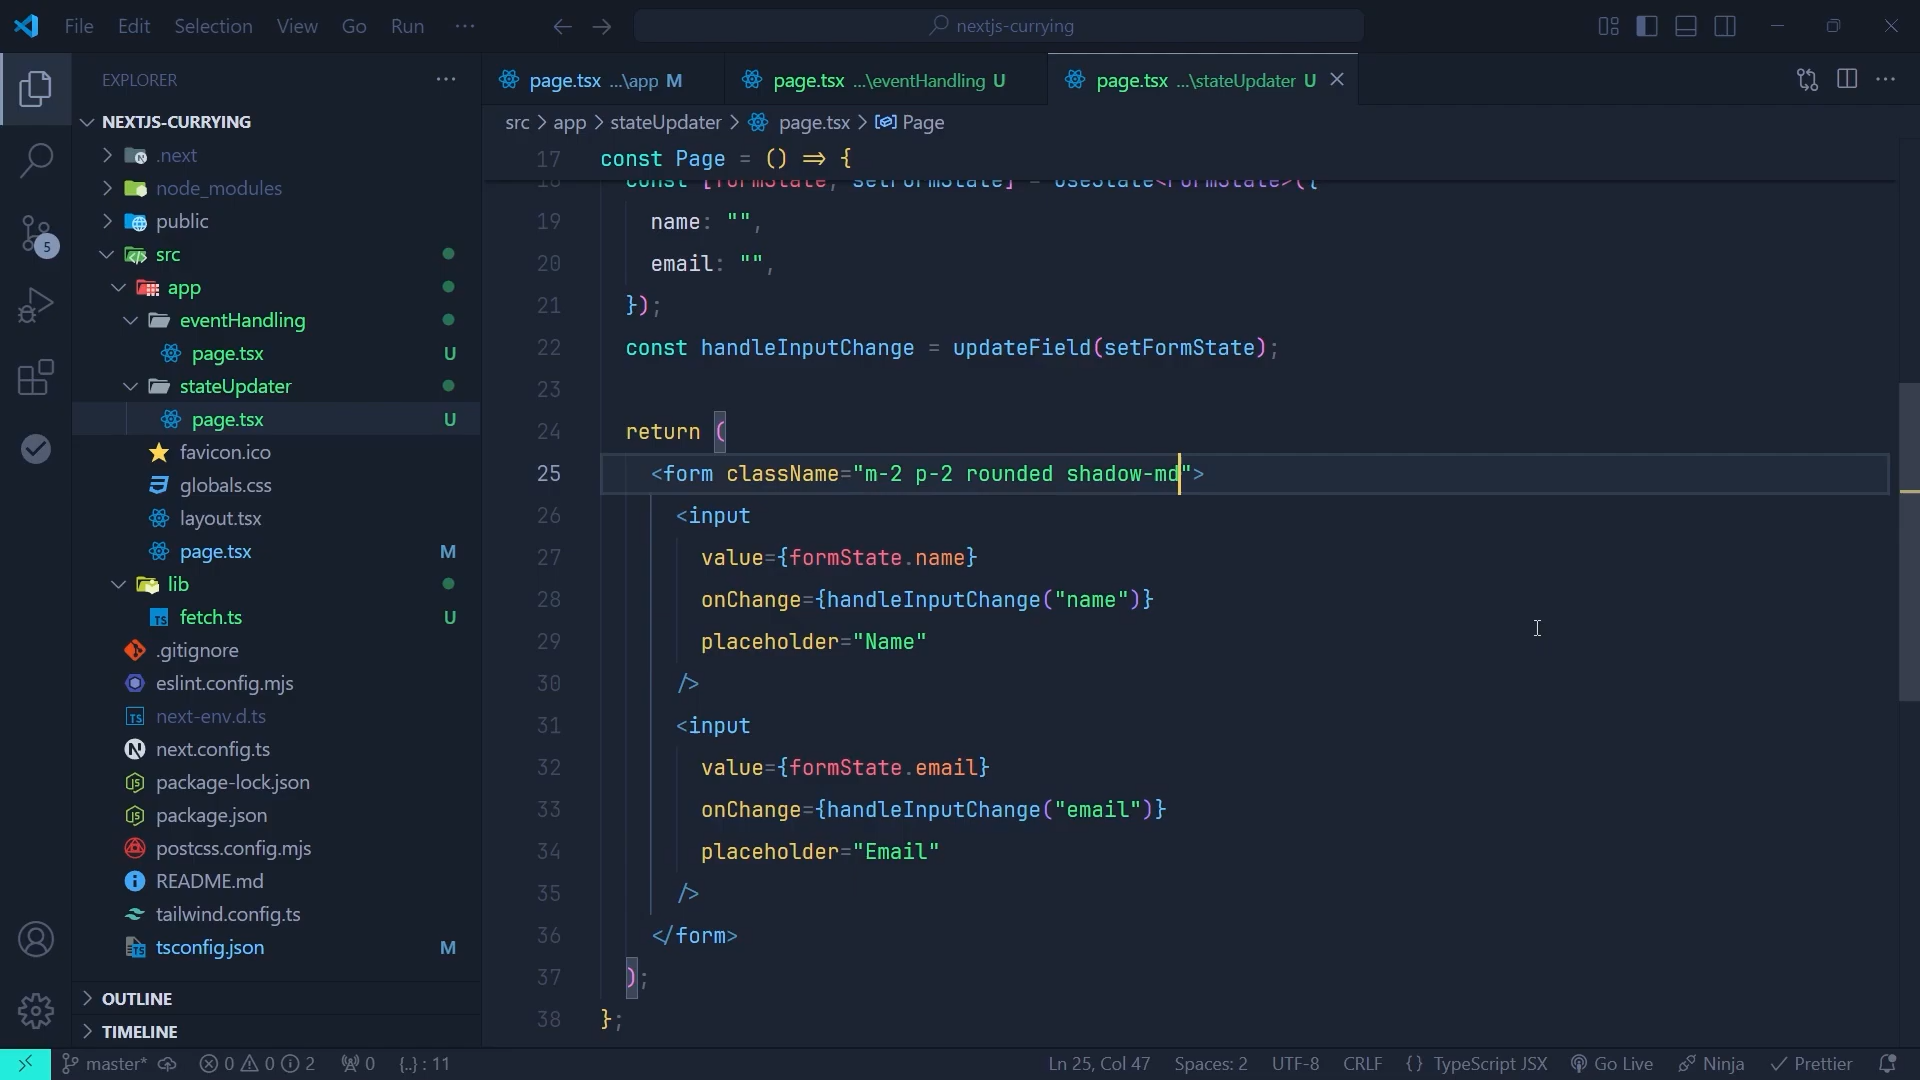 File Edit Selection View Go Run ··· nextjs-currying
EXPLORER ···
page.tsx ...\app M
page.tsx ...\eventHandling U
page.tsx ...\stateUpdater U
src > app > stateUpdater > page.tsx > Page
NEXTJS-CURRYING
.next
node_modules
public
src
app
eventHandling
page.tsx U
stateUpdater
page.tsx U
favicon.ico
globals.css
layout.tsx
page.tsx M
lib
fetch.ts U
.gitignore
eslint.config.mjs
next-env.d.ts
next.config.ts
package-lock.json
package.json
postcss.config.mjs
README.md
tailwind.config.ts
tsconfig.json M
OUTLINE
TIMELINE
5
17 const Page = () => {
18 const [formState, setFormState] = useState<FormState>({
19 name: "",
20 email: "",
21 });
22 const handleInputChange = updateField(setFormState);
23
24 return (
25 <form className="m-2 p-2 rounded shadow-md">
26 <input
27 value={formState.name}
28 onChange={handleInputChange("name")}
29 placeholder="Name"
30 />
31 <input
32 value={formState.email}
33 onChange={handleInputChange("email")}
34 placeholder="Email"
35 />
36 </form>
37 );
38 };
master* 0 0 2 0 {..} : 11 Ln 25, Col 47 Spaces: 2 UTF-8 CRLF {} TypeScript JSX Go Live Ninja Prettier